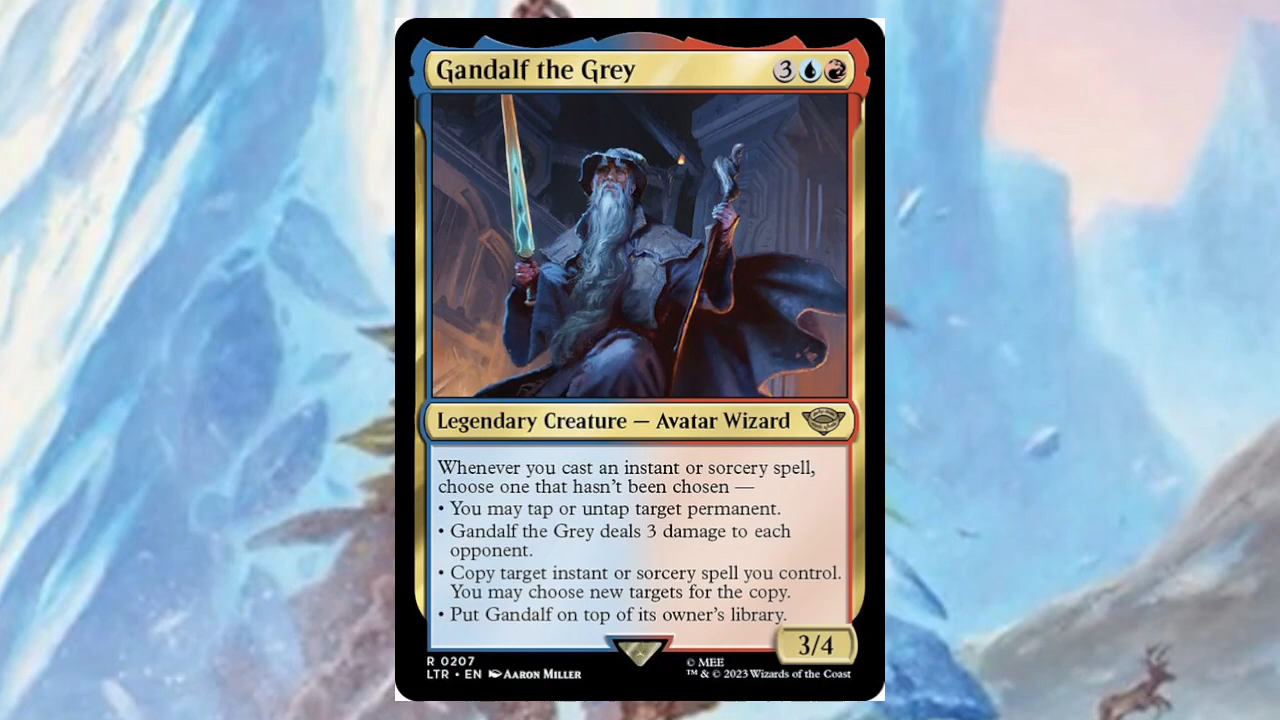 Gandalf the Grey 3
Legendary Creature — Avatar Wizard
Whenever you cast an instant or sorcery spell,
choose one that hasn't been chosen —
• You may tap or untap target permanent.
• Gandalf the Grey deals 3 damage to each
opponent.
• Copy target instant or sorcery spell you control.
You may choose new targets for the copy.
• Put Gandalf on top of its owner's library.
3/4
R 0207
LTR • EN AARON MILLER
© MEE
™ & © 2023 Wizards of the Coast